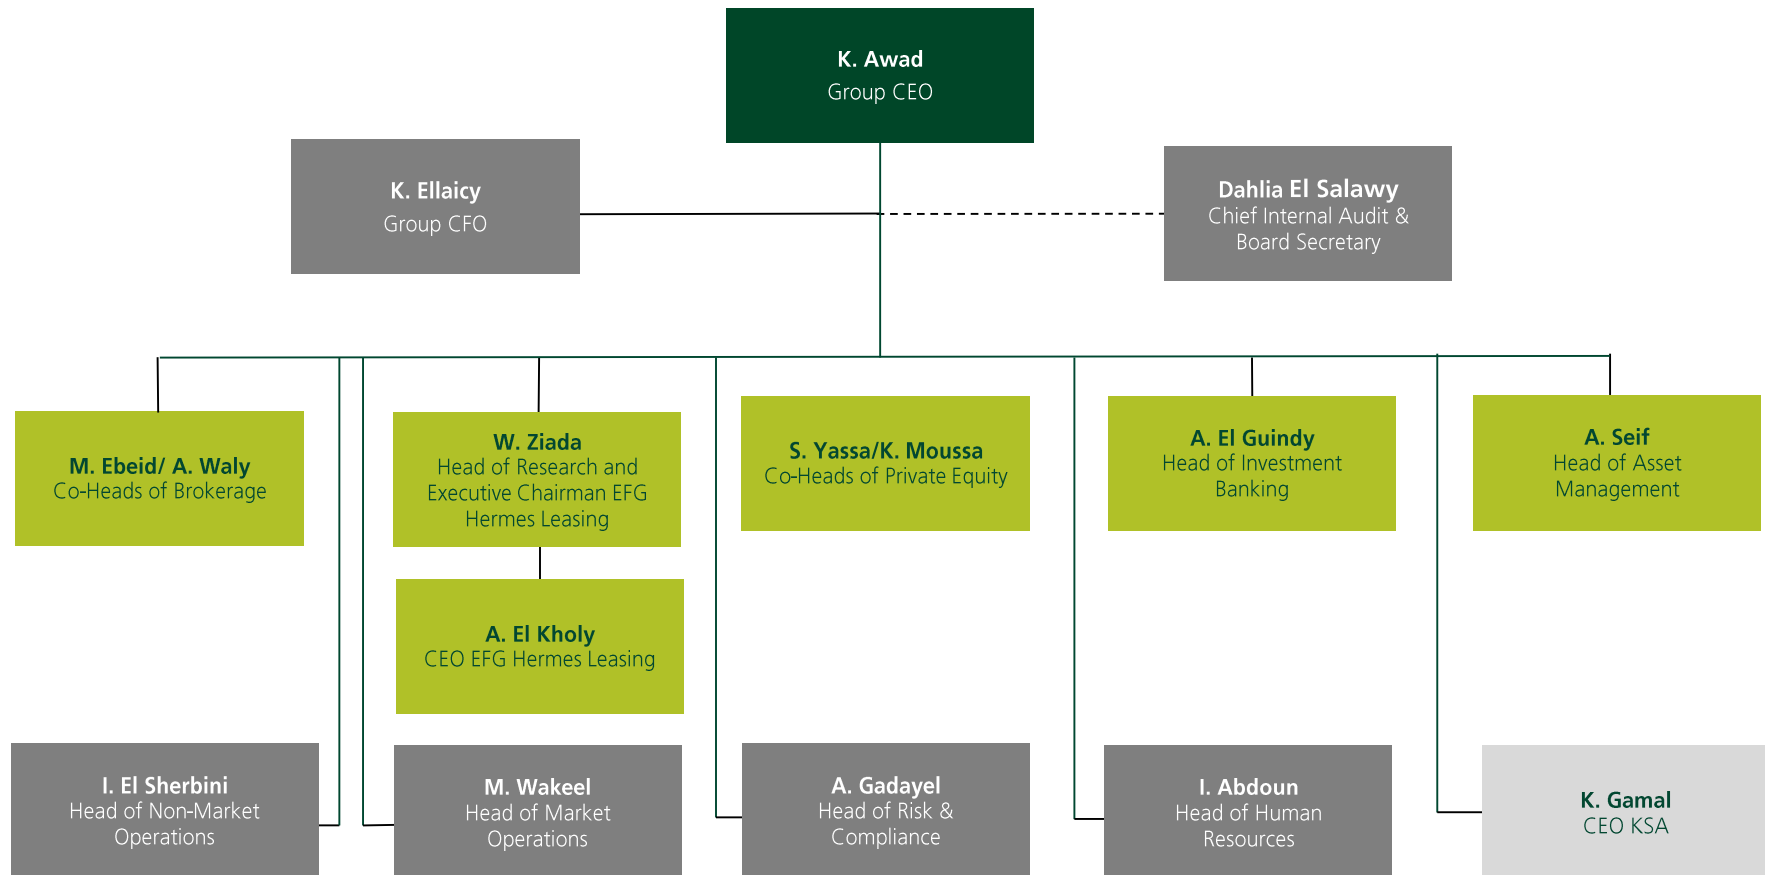 K. Awad
Group CEO
K. Ellaicy
Group CFO
Dahlia El Salawy
Chief Internal Audit &
Board Secretary
M. Ebeid/ A. Waly
Co-Heads of Brokerage
W. Ziada
Head of Research and
Executive Chairman EFG
Hermes Leasing
S. Yassa/K. Moussa
Co-Heads of Private Equity
A. El Guindy
Head of Investment
Banking
A. Seif
Head of Asset
Management
A. El Kholy
CEO EFG Hermes Leasing
I. El Sherbini
Head of Non-Market
Operations
M. Wakeel
Head of Market
Operations
A. Gadayel
Head of Risk &
Compliance
I. Abdoun
Head of Human
Resources
K. Gamal
CEO KSA